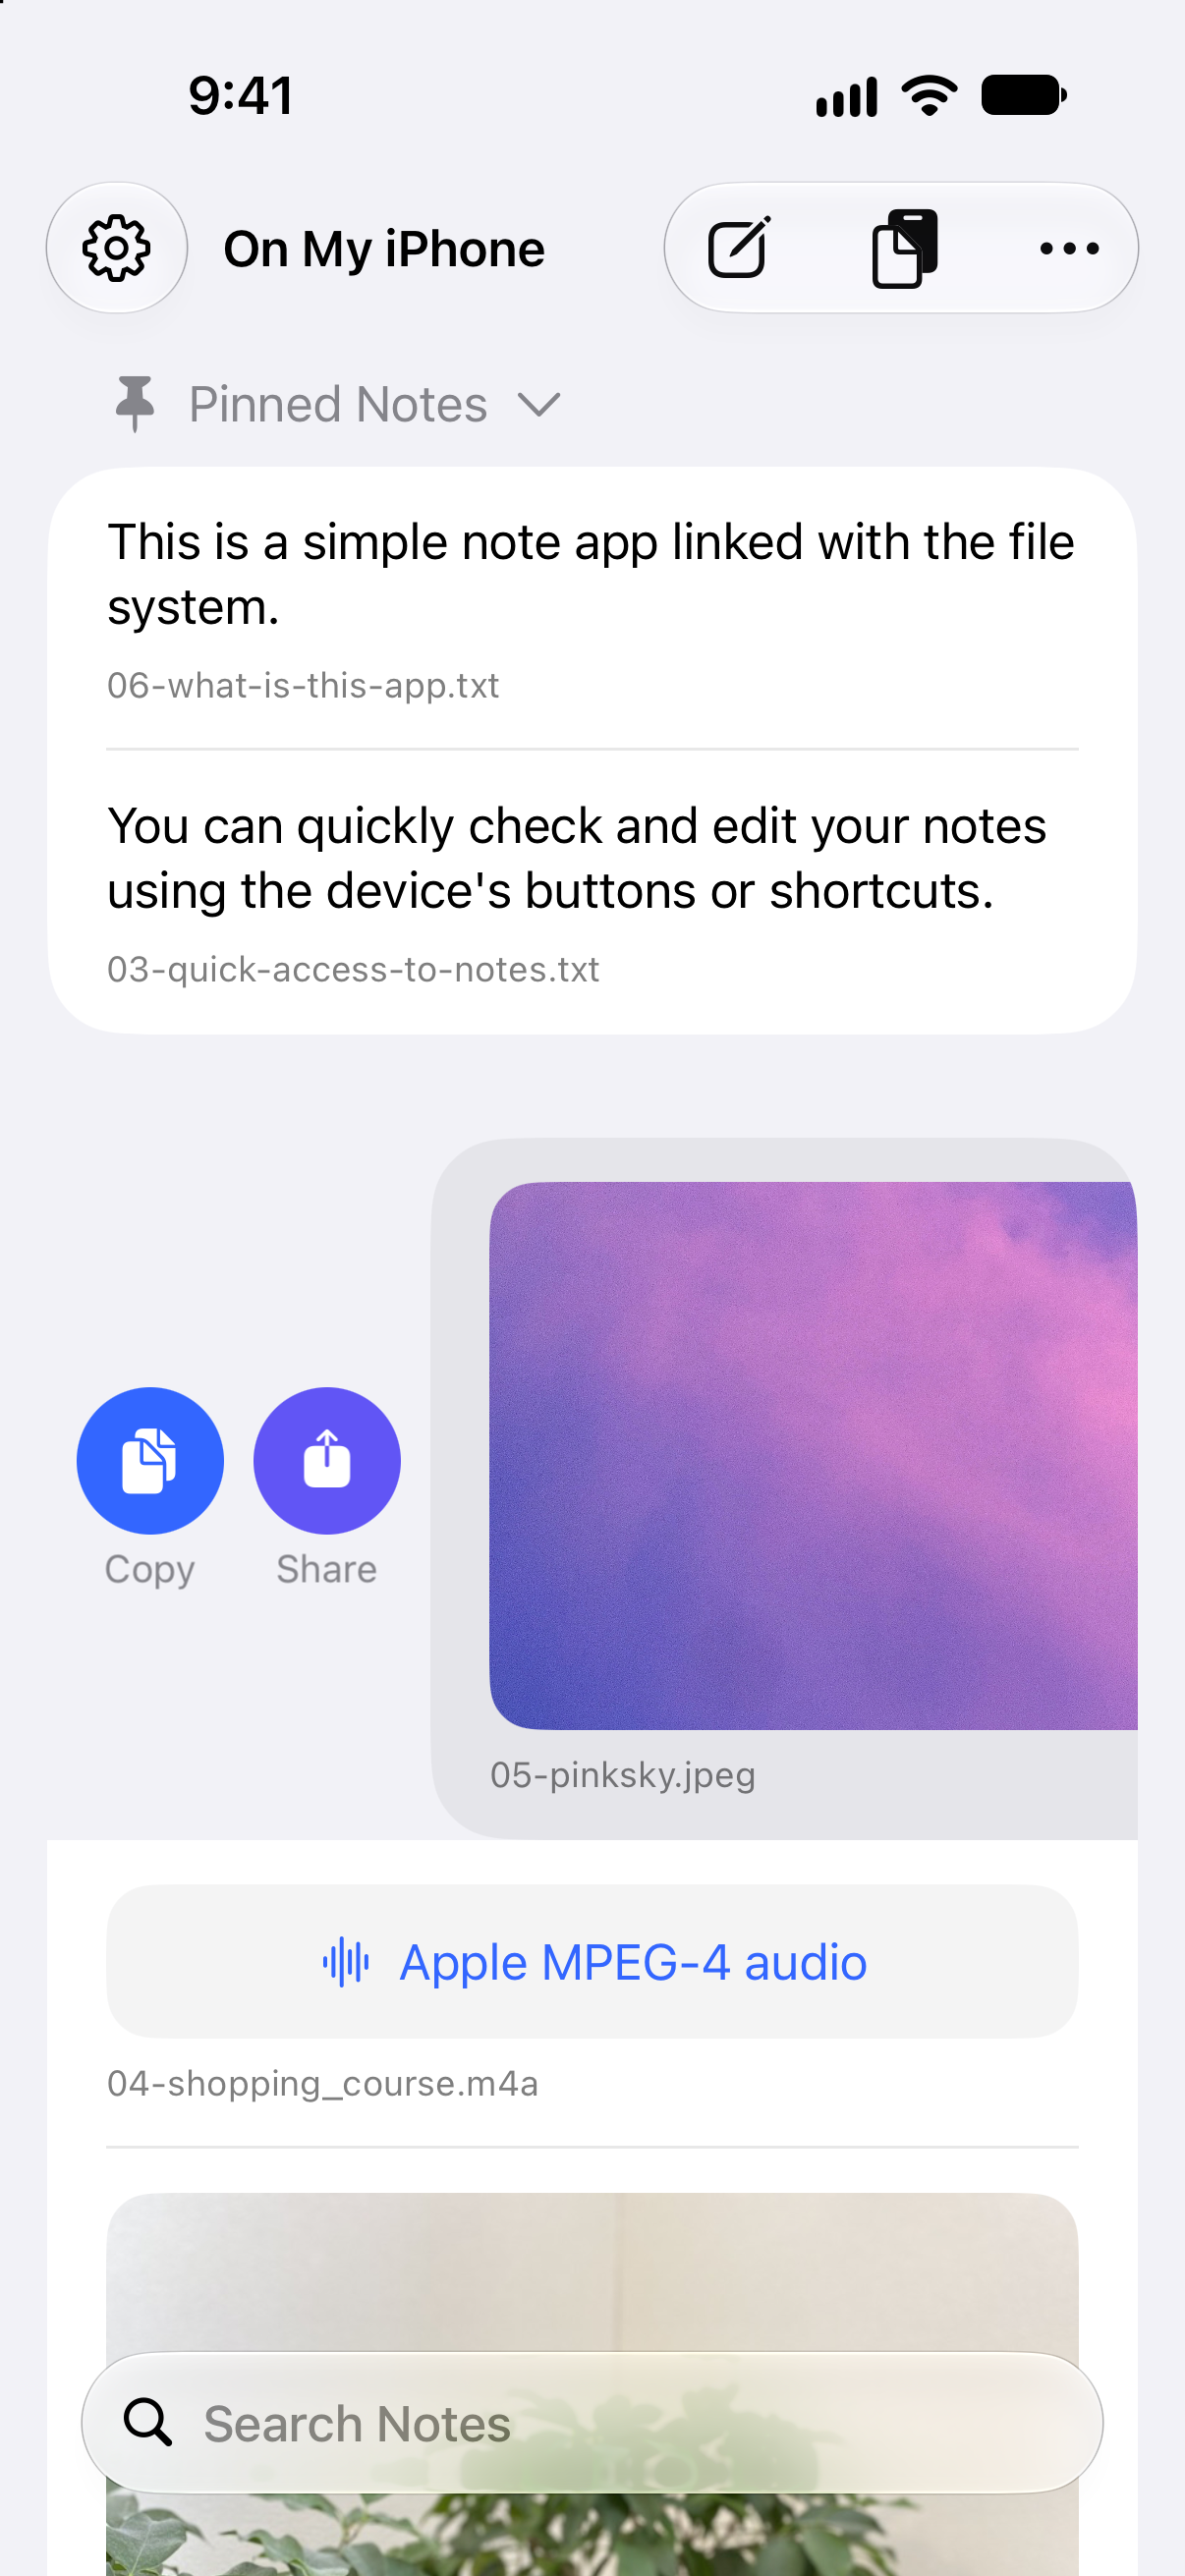 9:41
On My iPhone
Pinned Notes
This is a simple note app linked with the file
system.
06-what-is-this-app.txt
You can quickly check and edit your notes
using the device's buttons or shortcuts.
03-quick-access-to-notes.txt
Copy
Share
05-pinksky.jpeg
Apple MPEG-4 audio
04-shopping_course.m4a
Search Notes